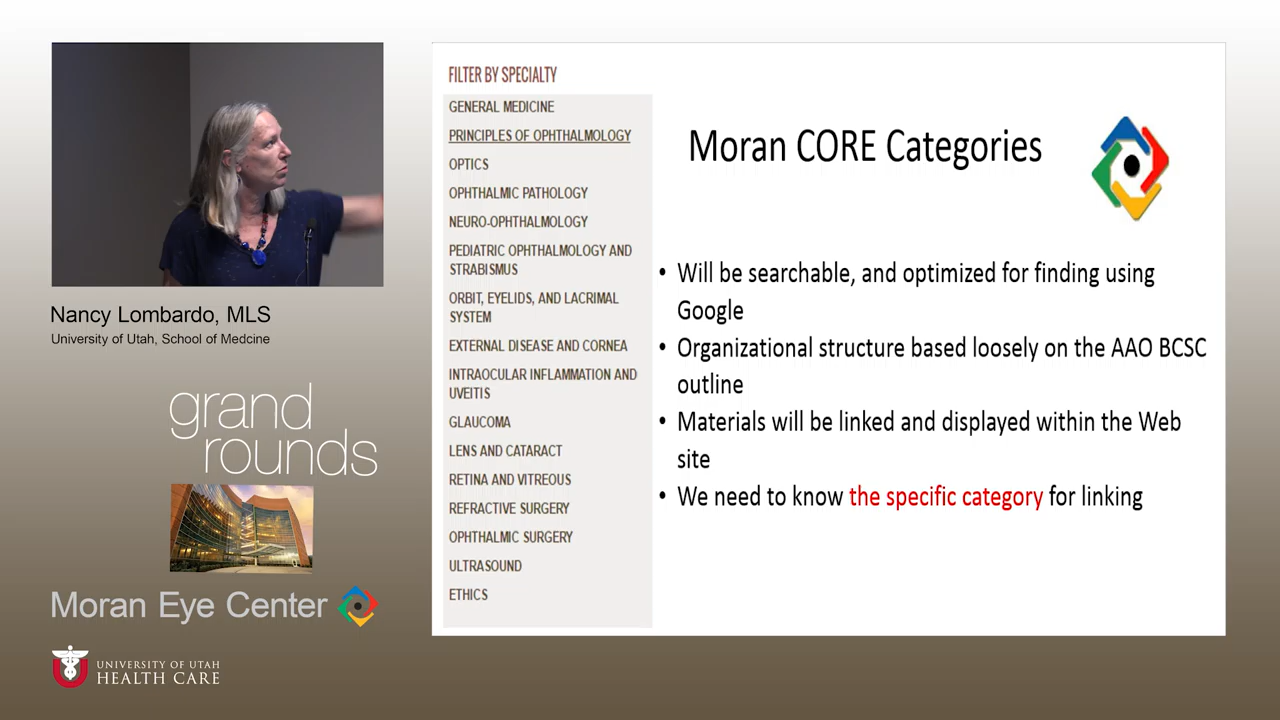 Nancy Lombardo, MLS
University of Utah, School of Medcine
grand
rounds
Moran Eye Center
UNIVERSITY OF UTAH
HEALTH CARE
FILTER BY SPECIALTY
GENERAL MEDICINE
PRINCIPLES OF OPHTHALMOLOGY
OPTICS
OPHTHALMIC PATHOLOGY
NEURO-OPHTHALMOLOGY
PEDIATRIC OPHTHALMOLOGY AND
STRABISMUS
ORBIT, EYELIDS, AND LACRIMAL
SYSTEM
EXTERNAL DISEASE AND CORNEA
INTRAOCULAR INFLAMMATION AND
UVEITIS
GLAUCOMA
LENS AND CATARACT
RETINA AND VITREOUS
REFRACTIVE SURGERY
OPHTHALMIC SURGERY
ULTRASOUND
ETHICS
Moran CORE Categories
• Will be searchable, and optimized for finding using
Google
• Organizational structure based loosely on the AAO BCSC
outline
• Materials will be linked and displayed within the Web
site
• We need to know the specific category for linking